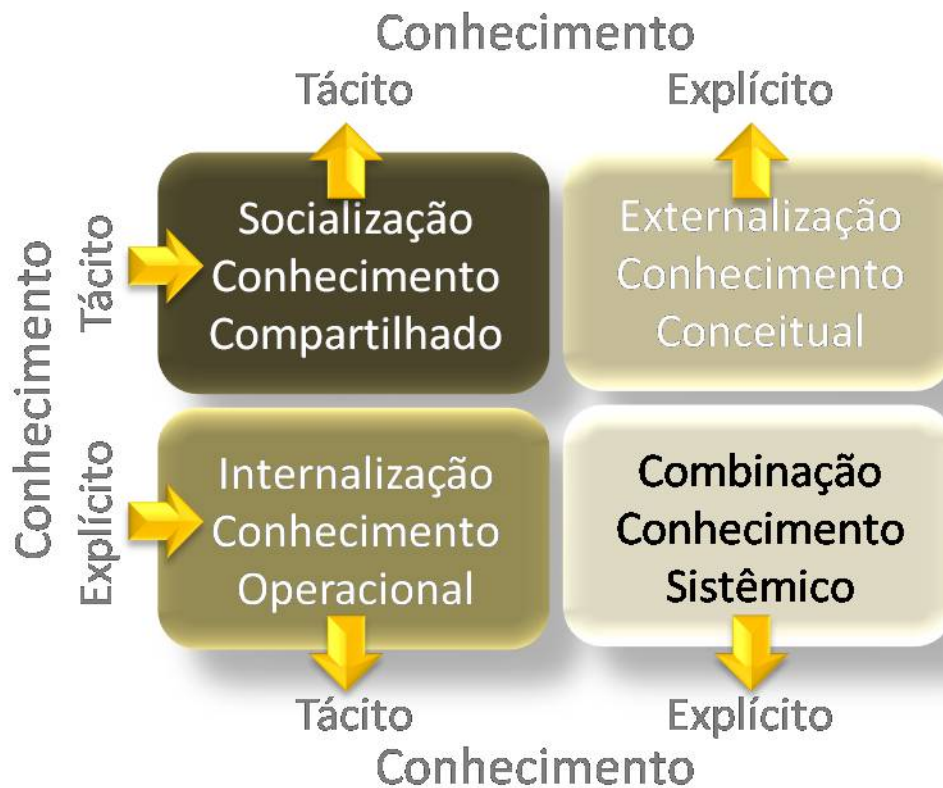 Conhecimento
Tácito
Explícito
Conhecimento
Tácito
Explícito
Socialização
Conhecimento
Compartilhado
Externalização
Conhecimento
Conceitual
Internalização
Conhecimento
Operacional
Combinação
Conhecimento
Sistêmico
Tácito
Explícito
Conhecimento